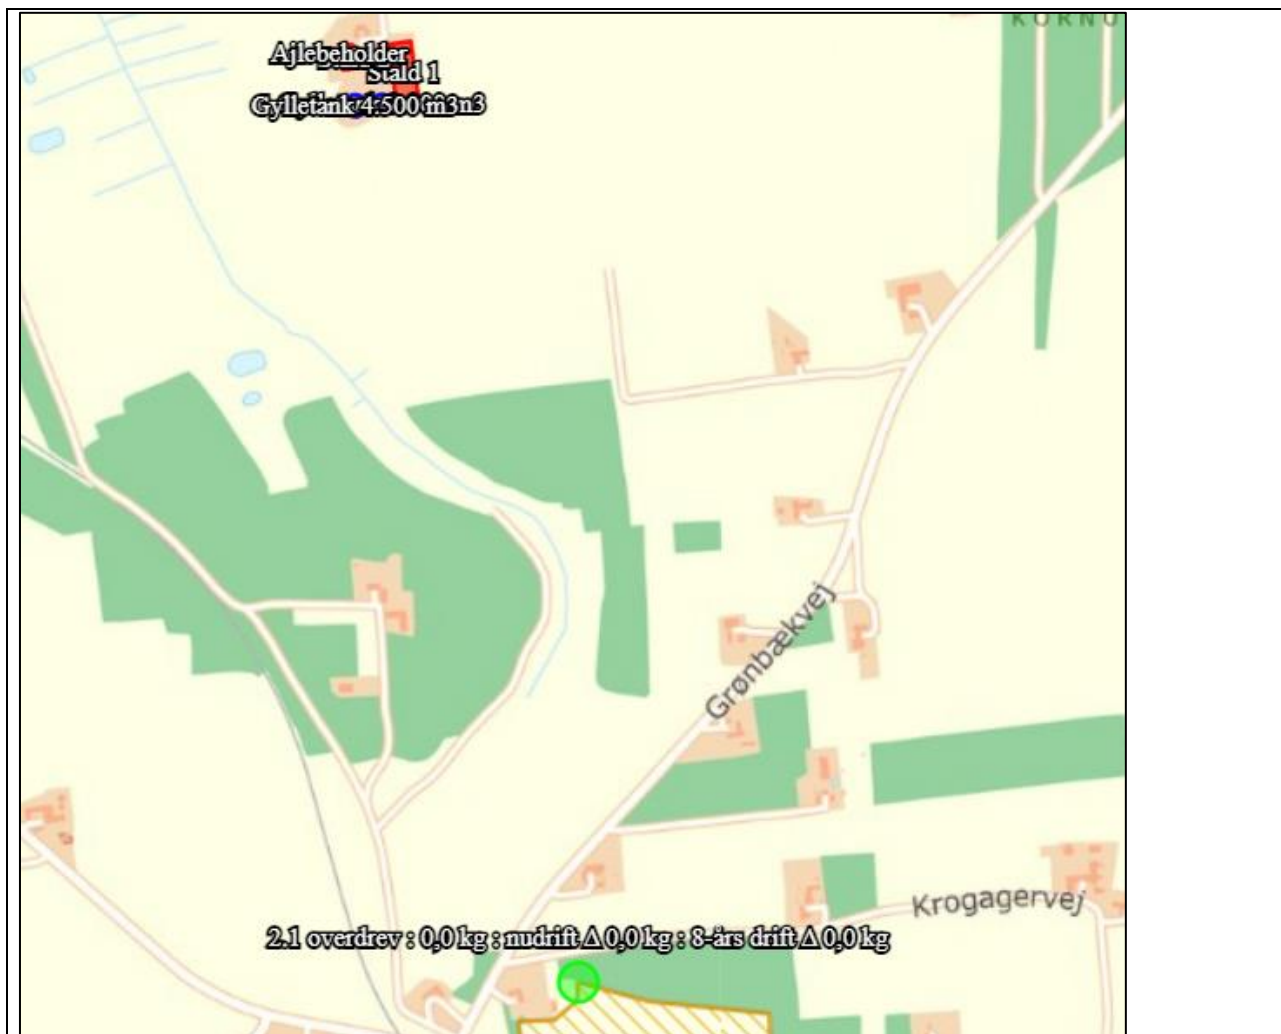 KORNU
Ajlebeholder
Stald 1
Gylletank 4.500 m3
Grønbækvej
Krogagervej
2.1 overdrev : 0,0 kg : nudrift Δ 0,0 kg : 8-års drift Δ 0,0 kg